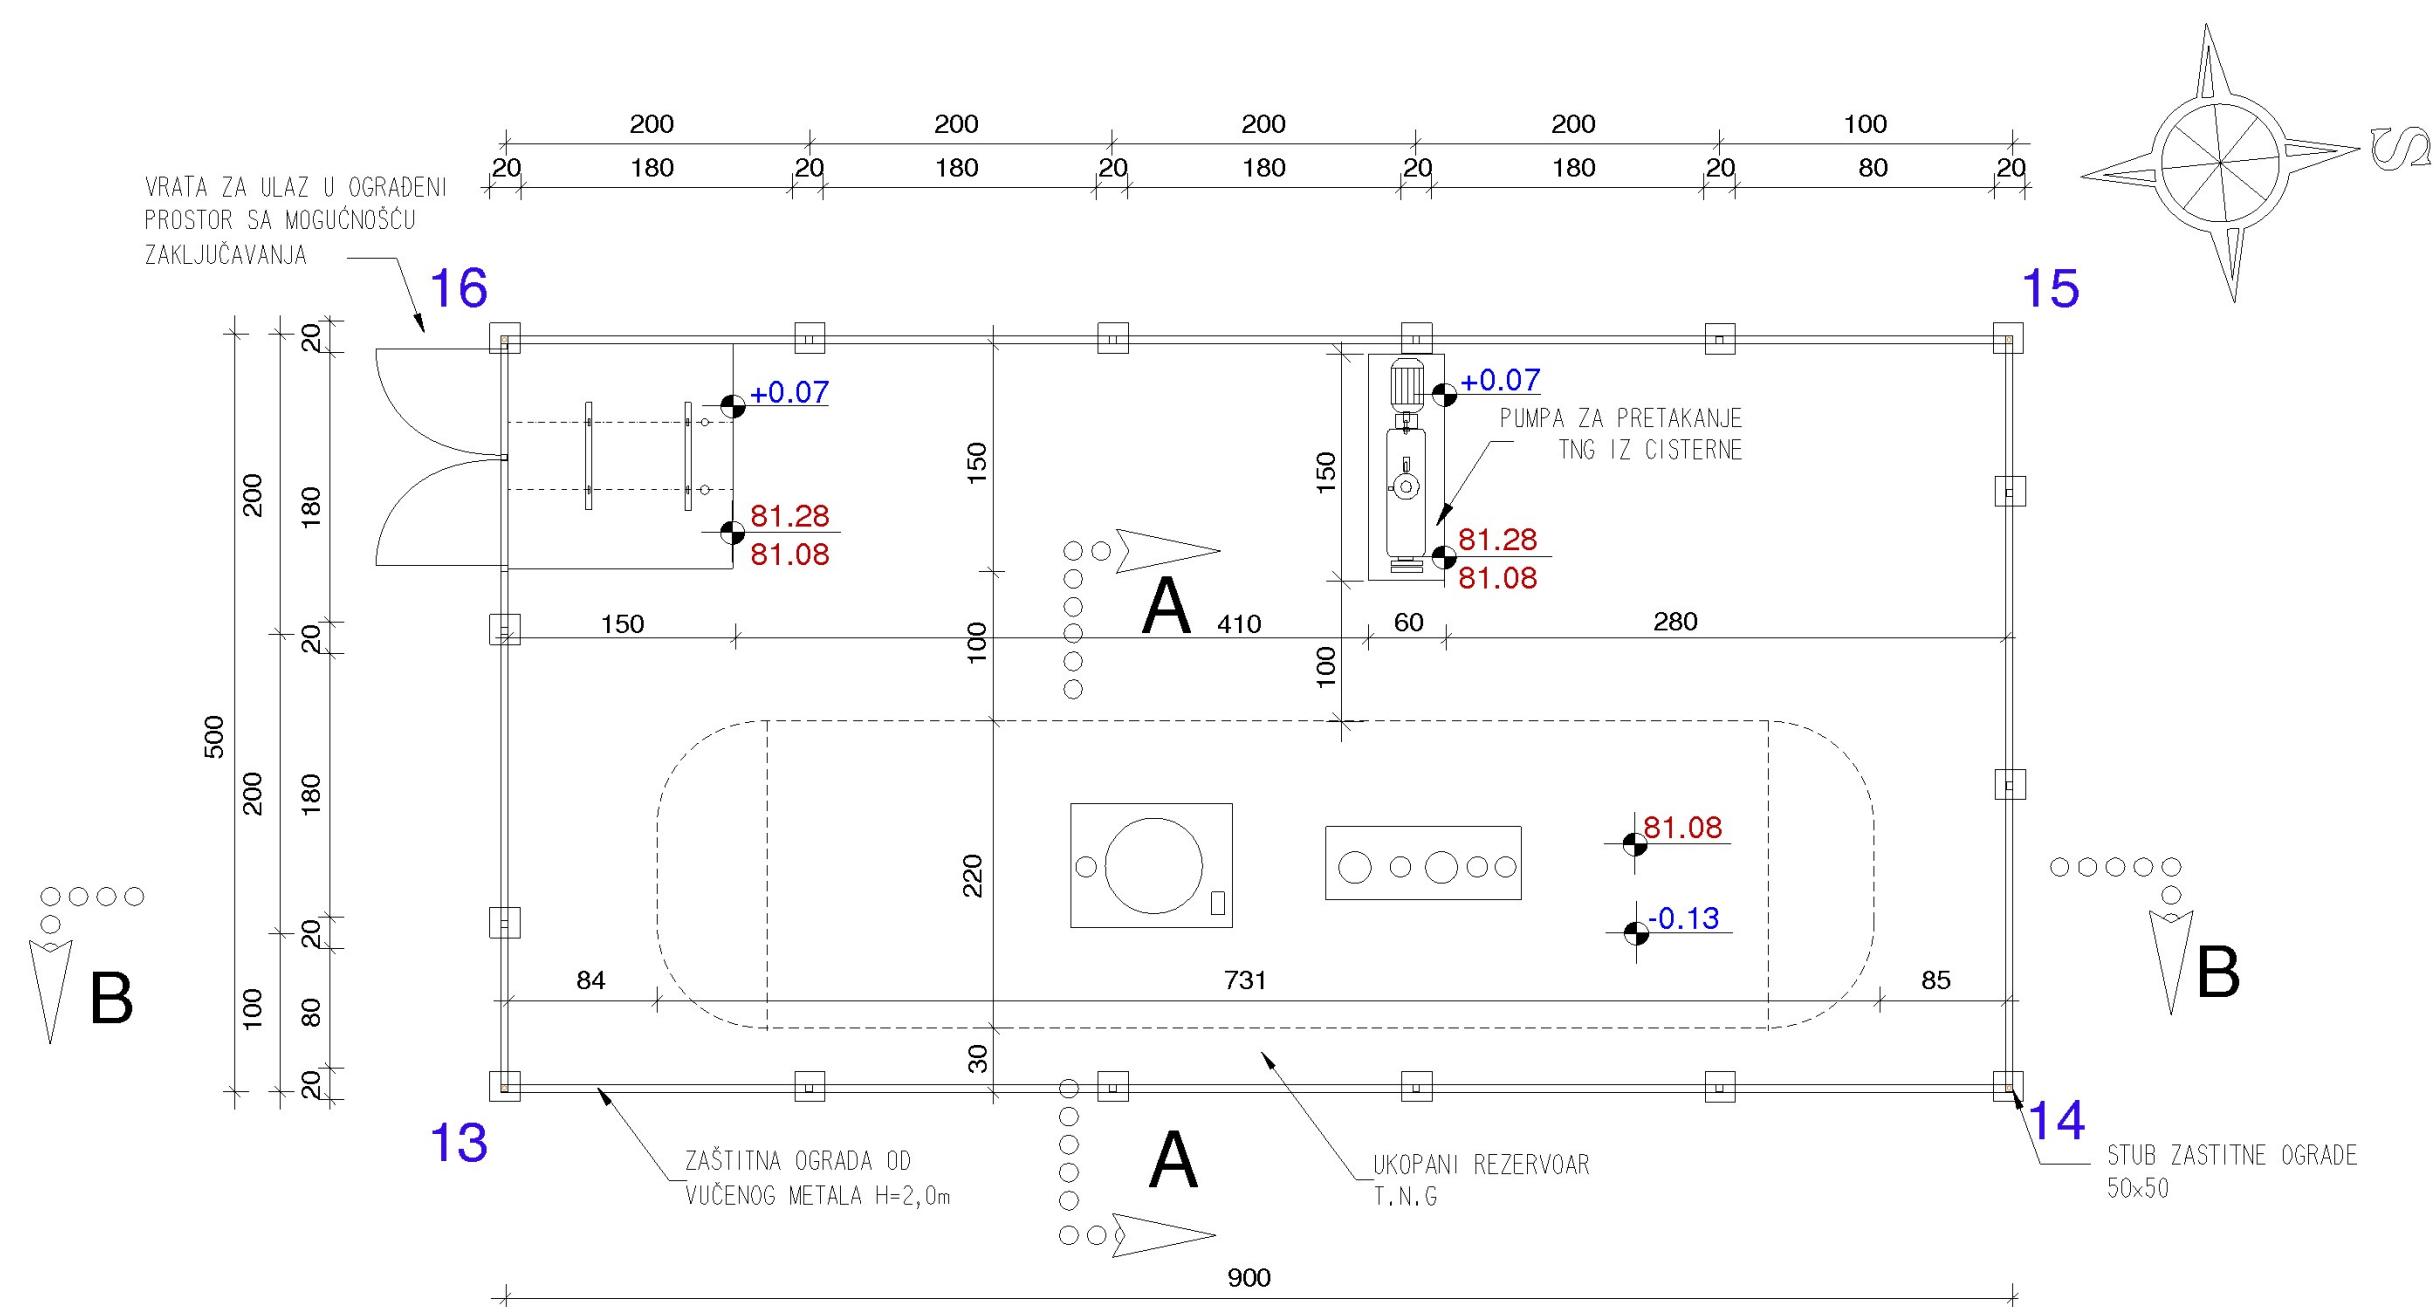 200 200 200 200 100
20 180 20 180 20 180 20 180 20 80 20
S
VRATA ZA ULAZ U OGRAĐENI
PROSTOR SA MOGUĆNOŠĆU
ZAKLJUČAVANJA
16
15
20
+0.07
+0.07
PUMPA ZA PRETAKANJE
TNG IZ CISTERNE
150
150
200
180
81.28
81.08
81.28
81.08
A
20
150
100
410
60
280
100
500
200
180
81.08
220
20
-0.13
B
B
84
731
85
100
80
30
20
13
14
A
ZAŠTITNA OGRADA OD
VUČENOG METALA H=2,0m
UKOPANI REZERVOAR
T.N.G
STUB ZASTITNE OGRADE
50x50
900